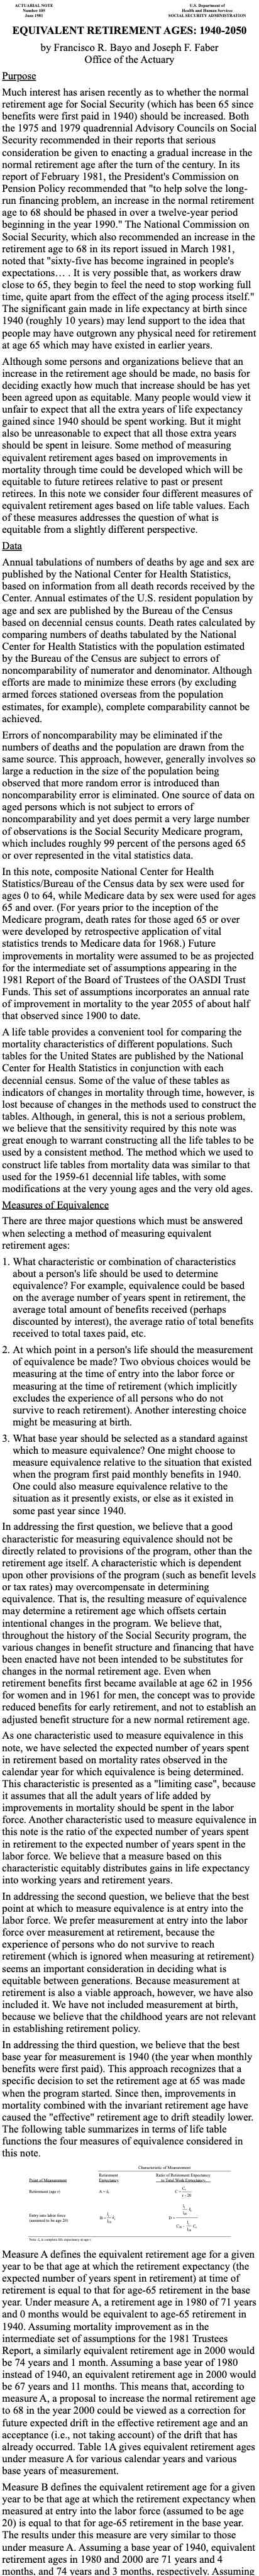 ACTUARIAL NOTE
Number 105
June 1981
U.S. Department of
Health and Human Services
SOCIAL SECURITY ADMINISTRATION
EQUIVALENT RETIREMENT AGES: 1940-2050
by Francisco R. Bayo and Joseph F. Faber
Office of the Actuary
Purpose
Much interest has arisen recently as to whether the normal
retirement age for Social Security (which has been 65 since
benefits were first paid in 1940) should be increased. Both
the 1975 and 1979 quadrennial Advisory Councils on Social
Security recommended in their reports that serious
consideration be given to enacting a gradual increase in the
normal retirement age after the turn of the century. In its
report of February 1981, the President's Commission on
Pension Policy recommended that "to help solve the long-
run financing problem, an increase in the normal retirement
age to 68 should be phased in over a twelve-year period
beginning in the year 1990." The National Commission on
Social Security, which also recommended an increase in the
retirement age to 68 in its report issued in March 1981,
noted that "sixty-five has become ingrained in people's
expectations… . It is very possible that, as workers draw
close to 65, they begin to feel the need to stop working full
time, quite apart from the effect of the aging process itself."
The significant gain made in life expectancy at birth since
1940 (roughly 10 years) may lend support to the idea that
people may have outgrown any physical need for retirement
at age 65 which may have existed in earlier years.
Although some persons and organizations believe that an
increase in the retirement age should be made, no basis for
deciding exactly how much that increase should be has yet
been agreed upon as equitable. Many people would view it
unfair to expect that all the extra years of life expectancy
gained since 1940 should be spent working. But it might
also be unreasonable to expect that all those extra years
should be spent in leisure. Some method of measuring
equivalent retirement ages based on improvements in
mortality through time could be developed which will be
equitable to future retirees relative to past or present
retirees. In this note we consider four different measures of
equivalent retirement ages based on life table values. Each
of these measures addresses the question of what is
equitable from a slightly different perspective.
Data
Annual tabulations of numbers of deaths by age and sex are
published by the National Center for Health Statistics,
based on information from all death records received by the
Center. Annual estimates of the U.S. resident population by
age and sex are published by the Bureau of the Census
based on decennial census counts. Death rates calculated by
comparing numbers of deaths tabulated by the National
Center for Health Statistics with the population estimated
by the Bureau of the Census are subject to errors of
noncomparability of numerator and denominator. Although
efforts are made to minimize these errors (by excluding
armed forces stationed overseas from the population
estimates, for example), complete comparability cannot be
achieved.
Errors of noncomparability may be eliminated if the
numbers of deaths and the population are drawn from the
same source. This approach, however, generally involves so
large a reduction in the size of the population being
observed that more random error is introduced than
noncomparability error is eliminated. One source of data on
aged persons which is not subject to errors of
noncomparability and yet does permit a very large number
of observations is the Social Security Medicare program,
which includes roughly 99 percent of the persons aged 65
or over represented in the vital statistics data.
In this note, composite National Center for Health
Statistics/Bureau of the Census data by sex were used for
ages 0 to 64, while Medicare data by sex were used for ages
65 and over. (For years prior to the inception of the
Medicare program, death rates for those aged 65 or over
were developed by retrospective application of vital
statistics trends to Medicare data for 1968.) Future
improvements in mortality were assumed to be as projected
for the intermediate set of assumptions appearing in the
1981 Report of the Board of Trustees of the OASDI Trust
Funds. This set of assumptions incorporates an annual rate
of improvement in mortality to the year 2055 of about half
that observed since 1900 to date.
A life table provides a convenient tool for comparing the
mortality characteristics of different populations. Such
tables for the United States are published by the National
Center for Health Statistics in conjunction with each
decennial census. Some of the value of these tables as
indicators of changes in mortality through time, however, is
lost because of changes in the methods used to construct the
tables. Although, in general, this is not a serious problem,
we believe that the sensitivity required by this note was
great enough to warrant constructing all the life tables to be
used by a consistent method. The method which we used to
construct life tables from mortality data was similar to that
used for the 1959-61 decennial life tables, with some
modifications at the very young ages and the very old ages.
Measures of Equivalence
There are three major questions which must be answered
when selecting a method of measuring equivalent
retirement ages:
1. What characteristic or combination of characteristics
about a person's life should be used to determine
equivalence? For example, equivalence could be based
on the average number of years spent in retirement, the
average total amount of benefits received (perhaps
discounted by interest), the average ratio of total benefits
received to total taxes paid, etc.
2. At which point in a person's life should the measurement
of equivalence be made? Two obvious choices would be
measuring at the time of entry into the labor force or
measuring at the time of retirement (which implicitly
excludes the experience of all persons who do not
survive to reach retirement). Another interesting choice
might be measuring at birth.
3. What base year should be selected as a standard against
which to measure equivalence? One might choose to
measure equivalence relative to the situation that existed
when the program first paid monthly benefits in 1940.
One could also measure equivalence relative to the
situation as it presently exists, or else as it existed in
some past year since 1940.
In addressing the first question, we believe that a good
characteristic for measuring equivalence should not be
directly related to provisions of the program, other than the
retirement age itself. A characteristic which is dependent
upon other provisions of the program (such as benefit levels
or tax rates) may overcompensate in determining
equivalence. That is, the resulting measure of equivalence
may determine a retirement age which offsets certain
intentional changes in the program. We believe that,
throughout the history of the Social Security program, the
various changes in benefit structure and financing that have
been enacted have not been intended to be substitutes for
changes in the normal retirement age. Even when
retirement benefits first became available at age 62 in 1956
for women and in 1961 for men, the concept was to provide
reduced benefits for early retirement, and not to establish an
adjusted benefit structure for a new normal retirement age.
As one characteristic used to measure equivalence in this
note, we have selected the expected number of years spent
in retirement based on mortality rates observed in the
calendar year for which equivalence is being determined.
This characteristic is presented as a "limiting case", because
it assumes that all the adult years of life added by
improvements in mortality should be spent in the labor
force. Another characteristic used to measure equivalence in
this note is the ratio of the expected number of years spent
in retirement to the expected number of years spent in the
labor force. We believe that a measure based on this
characteristic equitably distributes gains in life expectancy
into working years and retirement years.
In addressing the second question, we believe that the best
point at which to measure equivalence is at entry into the
labor force. We prefer measurement at entry into the labor
force over measurement at retirement, because the
experience of persons who do not survive to reach
retirement (which is ignored when measuring at retirement)
seems an important consideration in deciding what is
equitable between generations. Because measurement at
retirement is also a viable approach, however, we have also
included it. We have not included measurement at birth,
because we believe that the childhood years are not relevant
in establishing retirement policy.
In addressing the third question, we believe that the best
base year for measurement is 1940 (the year when monthly
benefits were first paid). This approach recognizes that a
specific decision to set the retirement age at 65 was made
when the program started. Since then, improvements in
mortality combined with the invariant retirement age have
caused the "effective" retirement age to drift steadily lower.
The following table summarizes in terms of life table
functions the four measures of equivalence considered in
this note.
Characteristic of Measurement
Point of Measurement
Retirement
Expectancy
Ratio of Retirement Expectancy
to Total Work Expectancy
Retirement (age r)
Entry into labor force
(assumed to be age 20)
Measure A defines the equivalent retirement age for a given
year to be that age at which the retirement expectancy (the
expected number of years spent in retirement) at time of
retirement is equal to that for age-65 retirement in the base
year. Under measure A, a retirement age in 1980 of 71 years
and 0 months would be equivalent to age-65 retirement in
1940. Assuming mortality improvement as in the
intermediate set of assumptions for the 1981 Trustees
Report, a similarly equivalent retirement age in 2000 would
be 74 years and 1 month. Assuming a base year of 1980
instead of 1940, an equivalent retirement age in 2000 would
be 67 years and 11 months. This means that, according to
measure A, a proposal to increase the normal retirement age
to 68 in the year 2000 could be viewed as a correction for
future expected drift in the effective retirement age and an
acceptance (i.e., not taking account) of the drift that has
already occurred. Table 1A gives equivalent retirement ages
under measure A for various calendar years and various
base years of measurement.
Measure B defines the equivalent retirement age for a given
year to be that age at which the retirement expectancy when
measured at entry into the labor force (assumed to be age
20) is equal to that for age-65 retirement in the base year.
The results under this measure are very similar to those
under measure A. Assuming a base year of 1940, equivalent
retirement ages in 1980 and 2000 are 71 years and 4
months, and 74 years and 3 months, respectively. Assuming